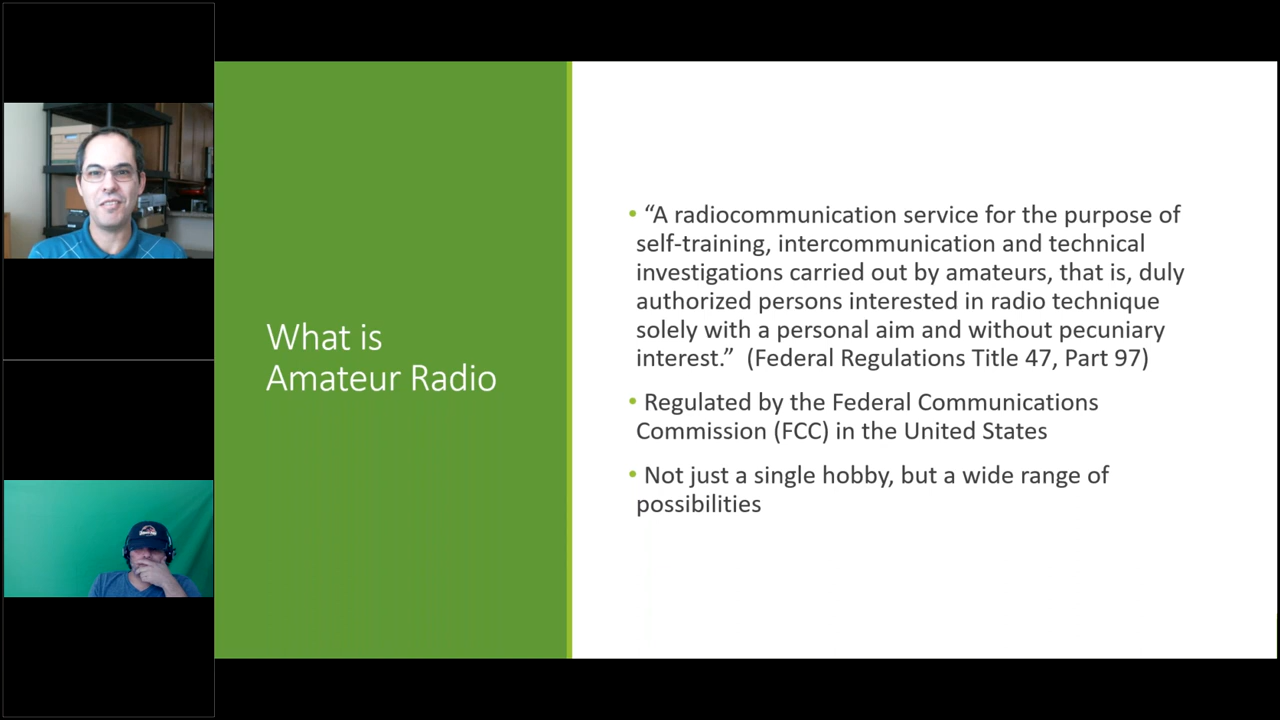 What is
Amateur Radio
• “A radiocommunication service for the purpose of
self-training, intercommunication and technical
investigations carried out by amateurs, that is, duly
authorized persons interested in radio technique
solely with a personal aim and without pecuniary
interest.”  (Federal Regulations Title 47, Part 97)
• Regulated by the Federal Communications
Commission (FCC) in the United States
• Not just a single hobby, but a wide range of
possibilities